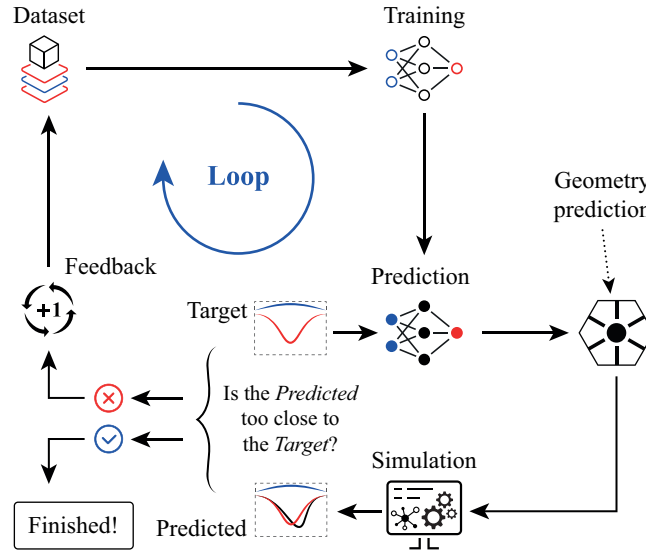 Dataset
Training
Loop
Geometry
prediction
Feedback
+1
Prediction
Target
Is the Predicted
too close to
the Target?
Simulation
Finished!
Predicted